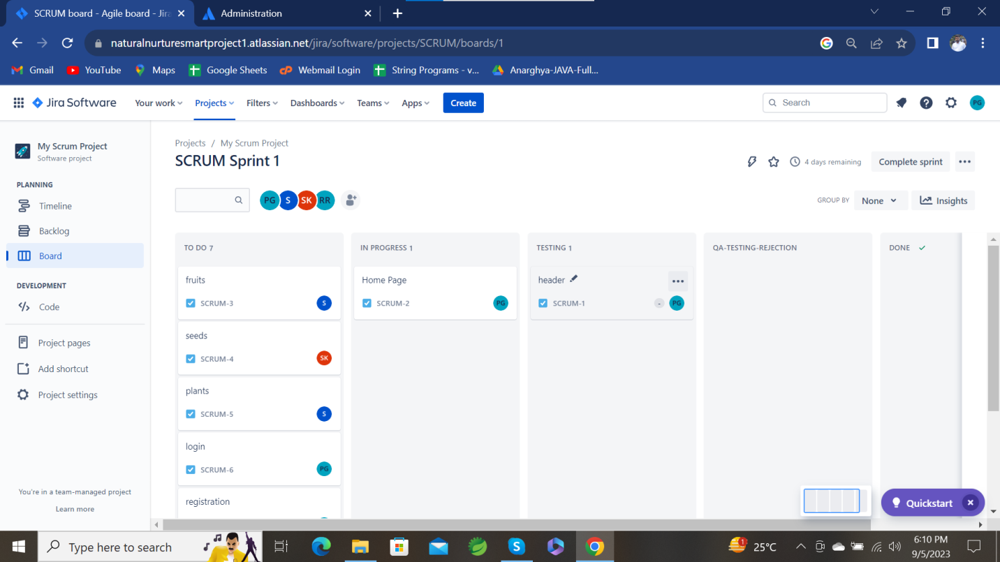 SCRUM board - Agile board - Jira
Administration
naturalnurturesmartproject1.atlassian.net/jira/software/projects/SCRUM/boards/1
Gmail
YouTube
Maps
Google Sheets
Webmail Login
String Programs - v...
Anarghya-JAVA-Full...
Jira Software
Your work
Projects
Filters
Dashboards
Teams
Apps
Create
Search
PG
My Scrum Project
Software project
PLANNING
Timeline
Backlog
Board
DEVELOPMENT
Code
Project pages
Add shortcut
Project settings
You're in a team-managed project
Learn more
Projects / My Scrum Project
SCRUM Sprint 1
4 days remaining
Complete sprint
PG S SK RR
GROUP BY
None
Insights
TO DO 7
fruits
SCRUM-3
S
seeds
SCRUM-4
SK
plants
SCRUM-5
S
login
SCRUM-6
PG
registration
IN PROGRESS 1
Home Page
SCRUM-2
PG
TESTING 1
header
SCRUM-1
-
PG
QA-TESTING-REJECTION
DONE
Quickstart
Type here to search
1
25°C
6:10 PM
9/5/2023